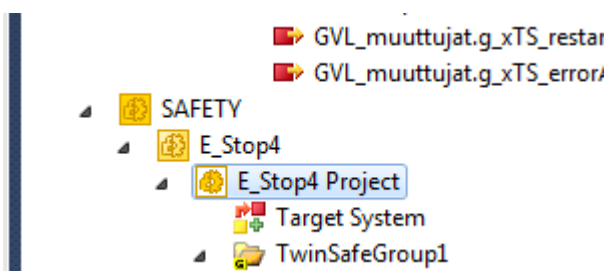 GVL_muuttujat.g_xTS_restar
GVL_muuttujat.g_xTS_errorA
SAFETY
E_Stop4
E_Stop4 Project
Target System
TwinSafeGroup1